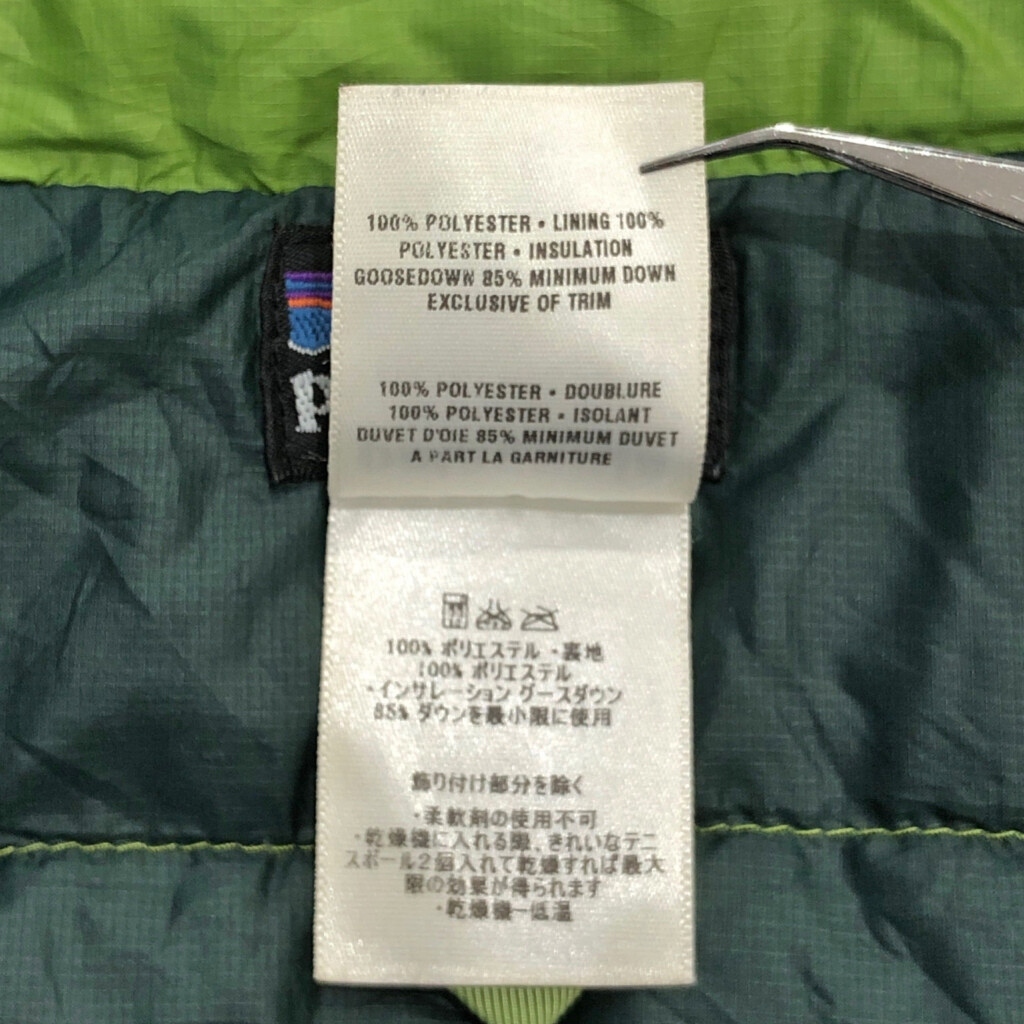 100% POLYESTER • LINING 100%
POLYESTER • INSULATION
GOOSEDOWN 85% MINIMUM DOWN
EXCLUSIVE OF TRIM
100% POLYESTER • DOUBLURE
100% POLYESTER • ISOLANT
DUVET D'OIE 85% MINIMUM DUVET
A PART LA GARNITURE
100% ポリエステル ・裏地
100% ポリエステル
・インサレーション グースダウン
85% ダウンを最小限に使用
飾り付け部分を除く
・柔軟剤の使用不可
・乾燥機に入れる際、きれいなテニ
スボール2個入れて乾燥すれば最大
限の効果が得られます
・乾燥機ー低温